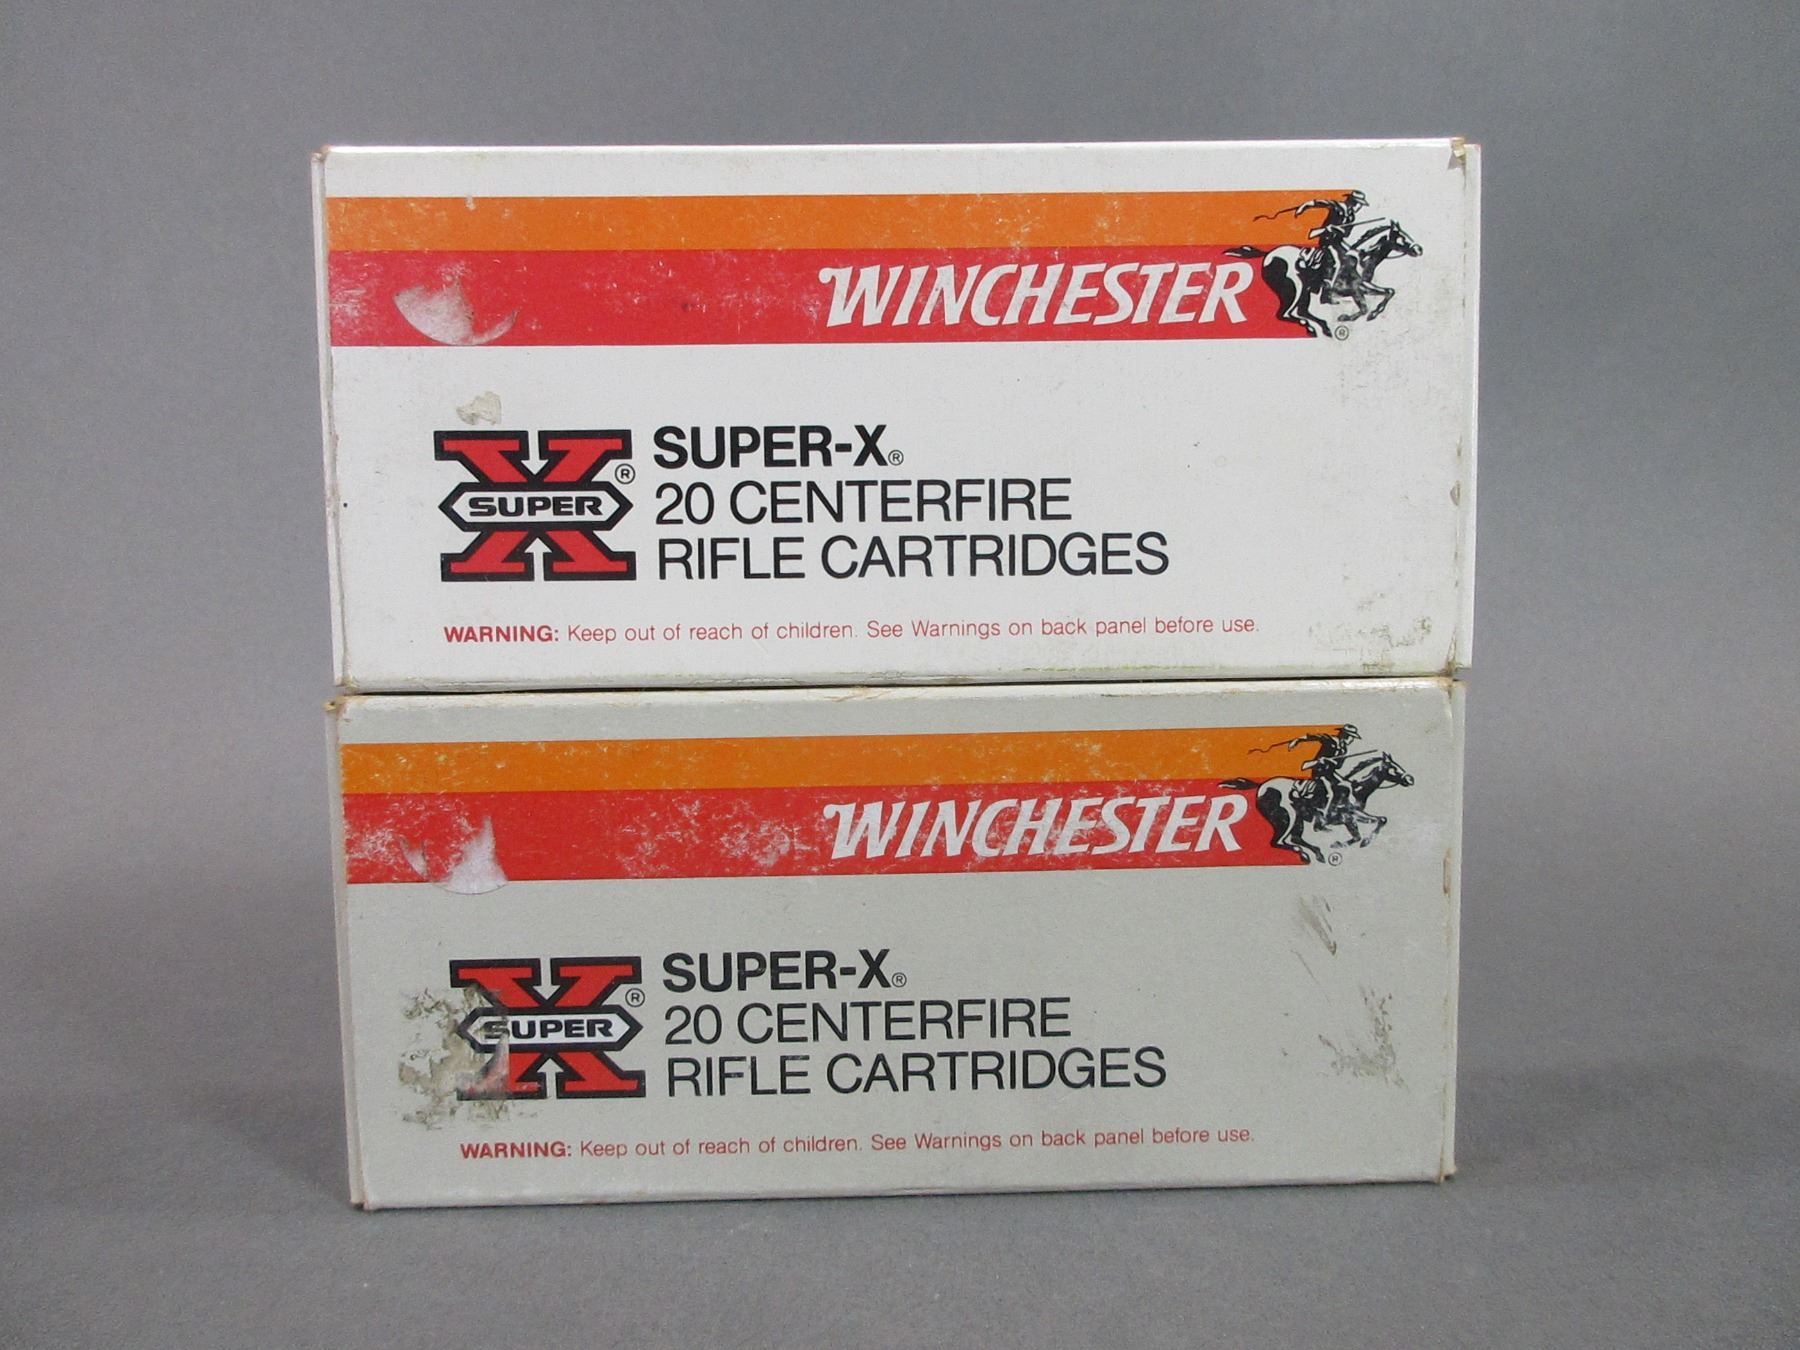 WINCHESTER
®
SUPER ®
SUPER-X®
20 CENTERFIRE
RIFLE CARTRIDGES
WARNING: Keep out of reach of children. See Warnings on back panel before use.
WINCHESTER
®
SUPER ®
SUPER-X®
20 CENTERFIRE
RIFLE CARTRIDGES
WARNING: Keep out of reach of children. See Warnings on back panel before use.